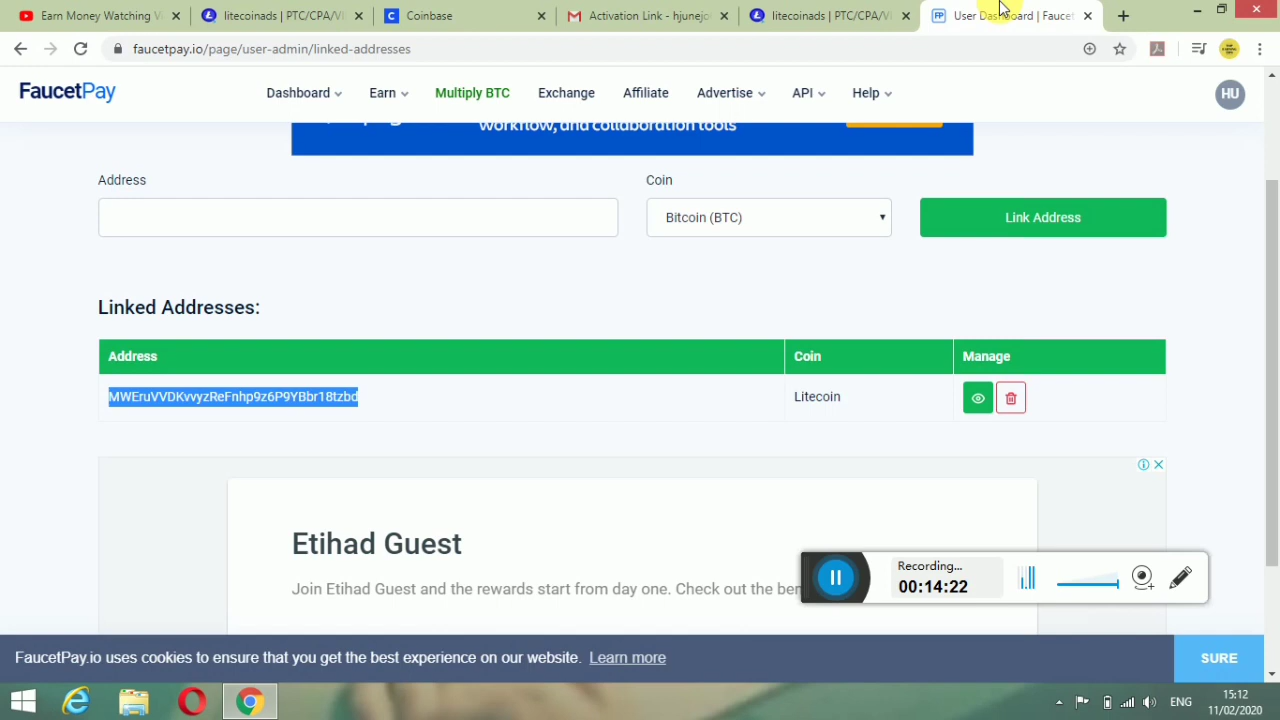 Earn Money Watching V
litecoinads | PTC/CPA/V
Coinbase
Activation Link - hjunejo
litecoinads | PTC/CPA/VI
User Dashboard | Faucet
faucetpay.io/page/user-admin/linked-addresses
FaucetPay
Dashboard
Earn
Multiply BTC
Exchange
Affiliate
Advertise
API
Help
HU
workflow, and collaboration tools
Address
Coin
Bitcoin (BTC)
Link Address
Linked Addresses:
Address
Coin
Manage
MWEruVVDKvvyzReFnhp9z6P9YBbr18tzbd
Litecoin
Etihad Guest
Join Etihad Guest and the rewards start from day one. Check out the ben
Recording...
00:14:22
FaucetPay.io uses cookies to ensure that you get the best experience on our website. Learn more
SURE
ENG
15:12
11/02/2020